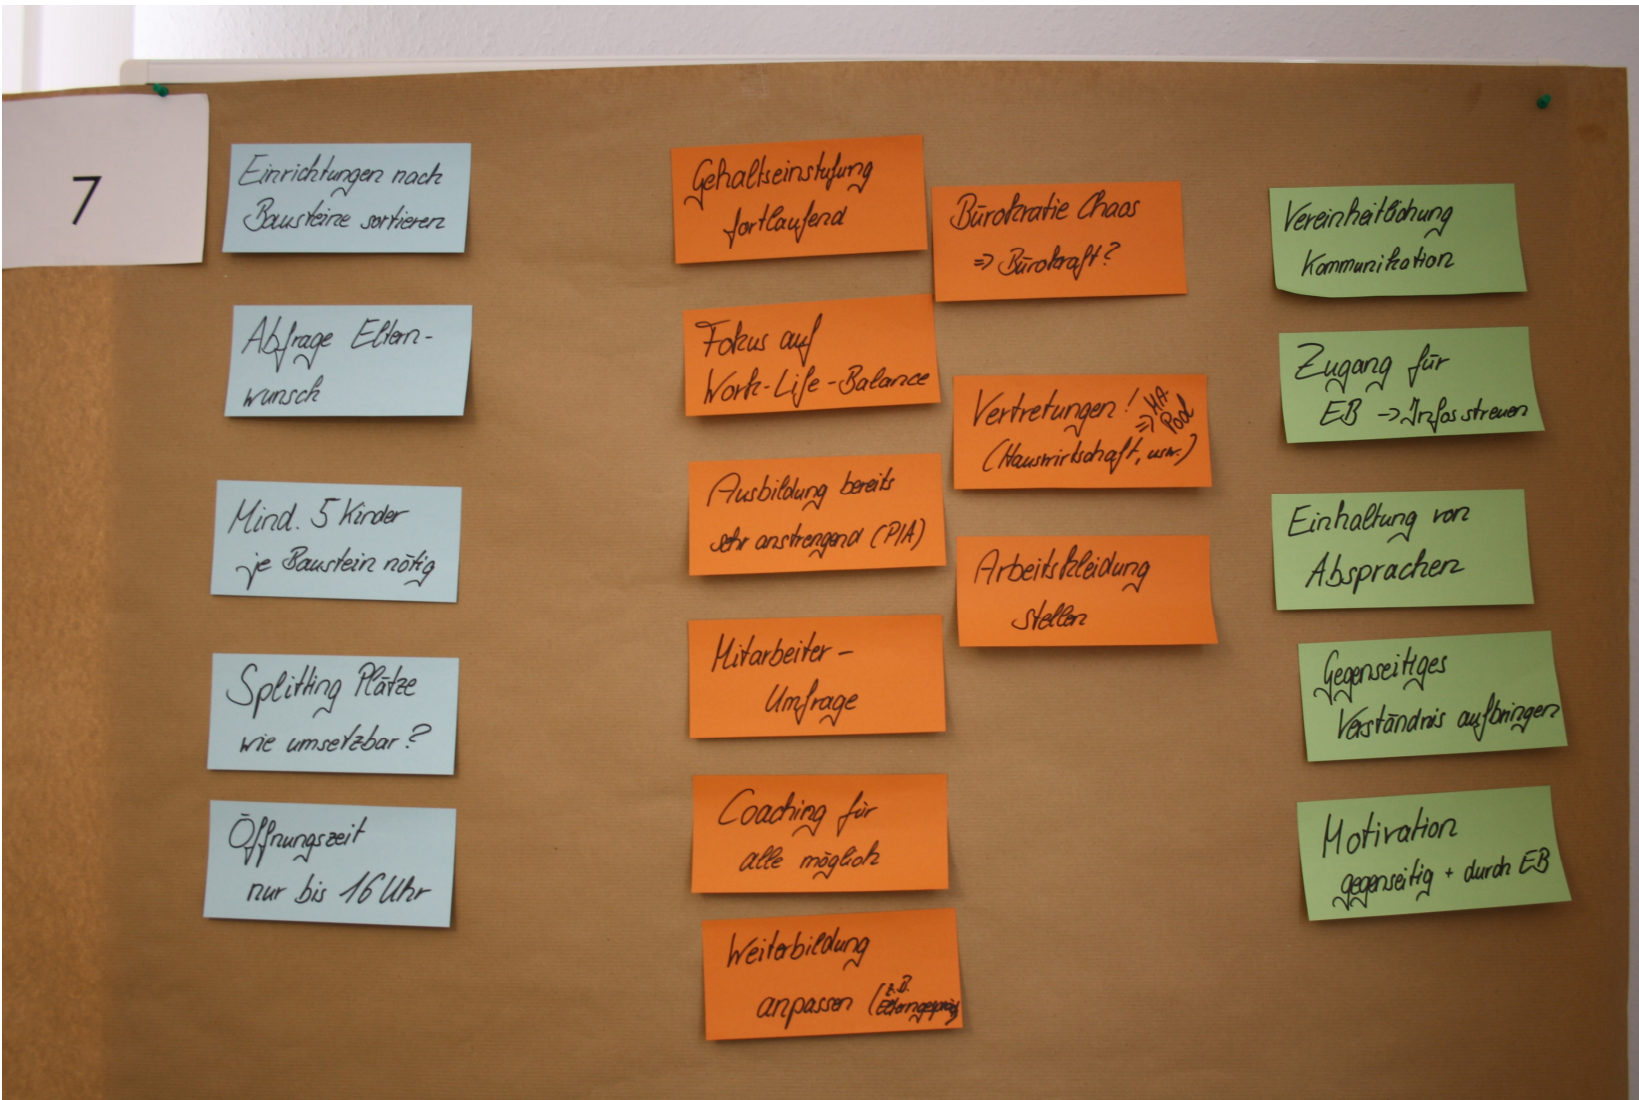 7
Einrichtungen nach
Bausteine sortieren
Abfrage Eltern-
wunsch
Mind. 5 Kinder
je Baustein nötig
Splitting Plätze
wie umsetzbar?
Öffnungszeit
nur bis 16 Uhr
Gehaltseinstufung
fortlaufend
Fokus auf
Work-Life-Balance
Ausbildung bereits
sehr anstrengend (PIA)
Mitarbeiter-
Umfrage
Coaching für
alle möglich
Weiterbildung
anpassen (z.B.
Elterngespräch)
Bürokratie Chaos
=> Bürokraft?
Vertretungen! => MA-
Pool
(Hauswirtschaft, usw.)
Arbeitskleidung
stellen
Vereinheitlichung
Kommunikation
Zugang für
EB -> Infos streuen
Einhaltung von
Absprachen
Gegenseitiges
Verständnis aufbringen
Motivation
gegenseitig + durch EB